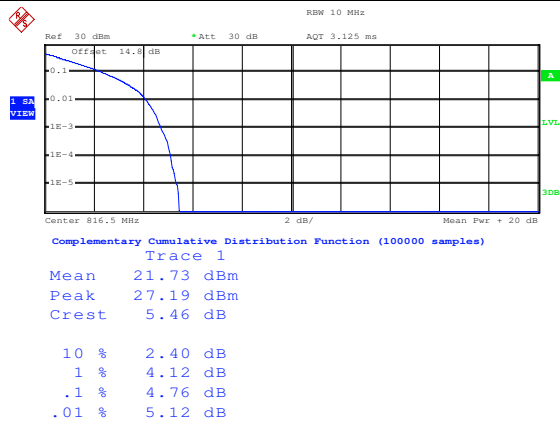 RBW 10 MHz
Ref 30 dBm *Att 30 dB AQT 3.125 ms
Offset 14.8 dB
0.1
A
0.01
1 SA
VIEW
1E-3
LVL
1E-4
1E-5
3DB
Center 816.5 MHz 2 dB/ Mean Pwr + 20 dB
Complementary Cumulative Distribution Function (100000 samples)
Trace 1
Mean 21.73 dBm
Peak 27.19 dBm
Crest 5.46 dB
10 % 2.40 dB
1 % 4.12 dB
.1 % 4.76 dB
.01 % 5.12 dB